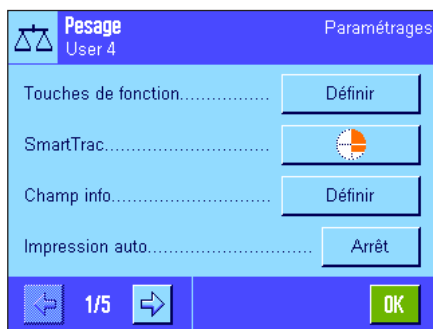 Pesage
Paramétrages
User 4
Touches de fonction................ Définir
SmartTrac.........................
Champ info......................... Définir
Impression auto......................... Arrêt
1/5
OK